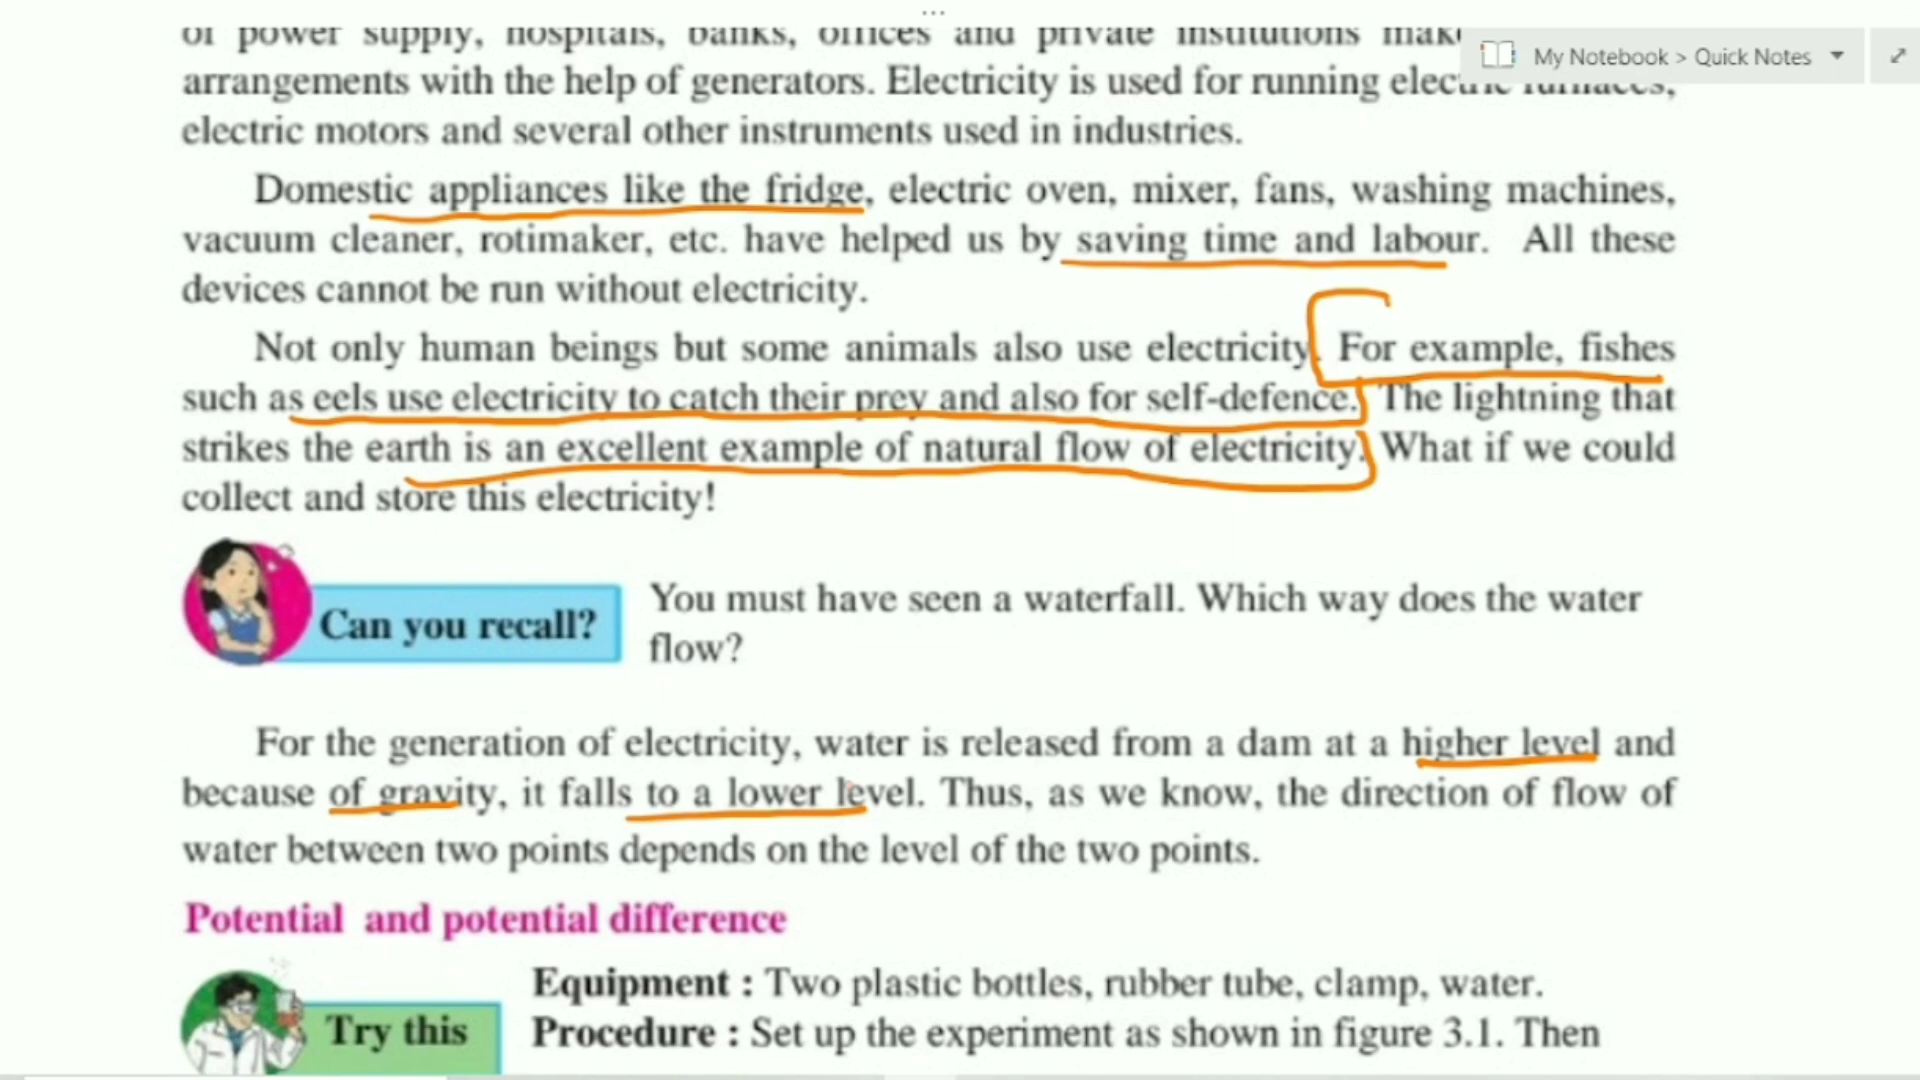 of power supply, hospitals, banks, offices and private institutions
My Notebook > Quick Notes
arrangements with the help of generators. Electricity is used for running electric furnaces,
electric motors and several other instruments used in industries.
Domestic appliances like the fridge, electric oven, mixer, fans, washing machines,
vacuum cleaner, rotimaker, etc. have helped us by saving time and labour. All these
devices cannot be run without electricity.
Not only human beings but some animals also use electricity. For example, fishes
such as eels use electricity to catch their prey and also for self-defence. The lightning that
strikes the earth is an excellent example of natural flow of electricity. What if we could
collect and store this electricity!
Can you recall?
You must have seen a waterfall. Which way does the water
flow?
For the generation of electricity, water is released from a dam at a higher level and
because of gravity, it falls to a lower level. Thus, as we know, the direction of flow of
water between two points depends on the level of the two points.
Potential and potential difference
Try this
Equipment : Two plastic bottles, rubber tube, clamp, water.
Procedure : Set up the experiment as shown in figure 3.1. Then